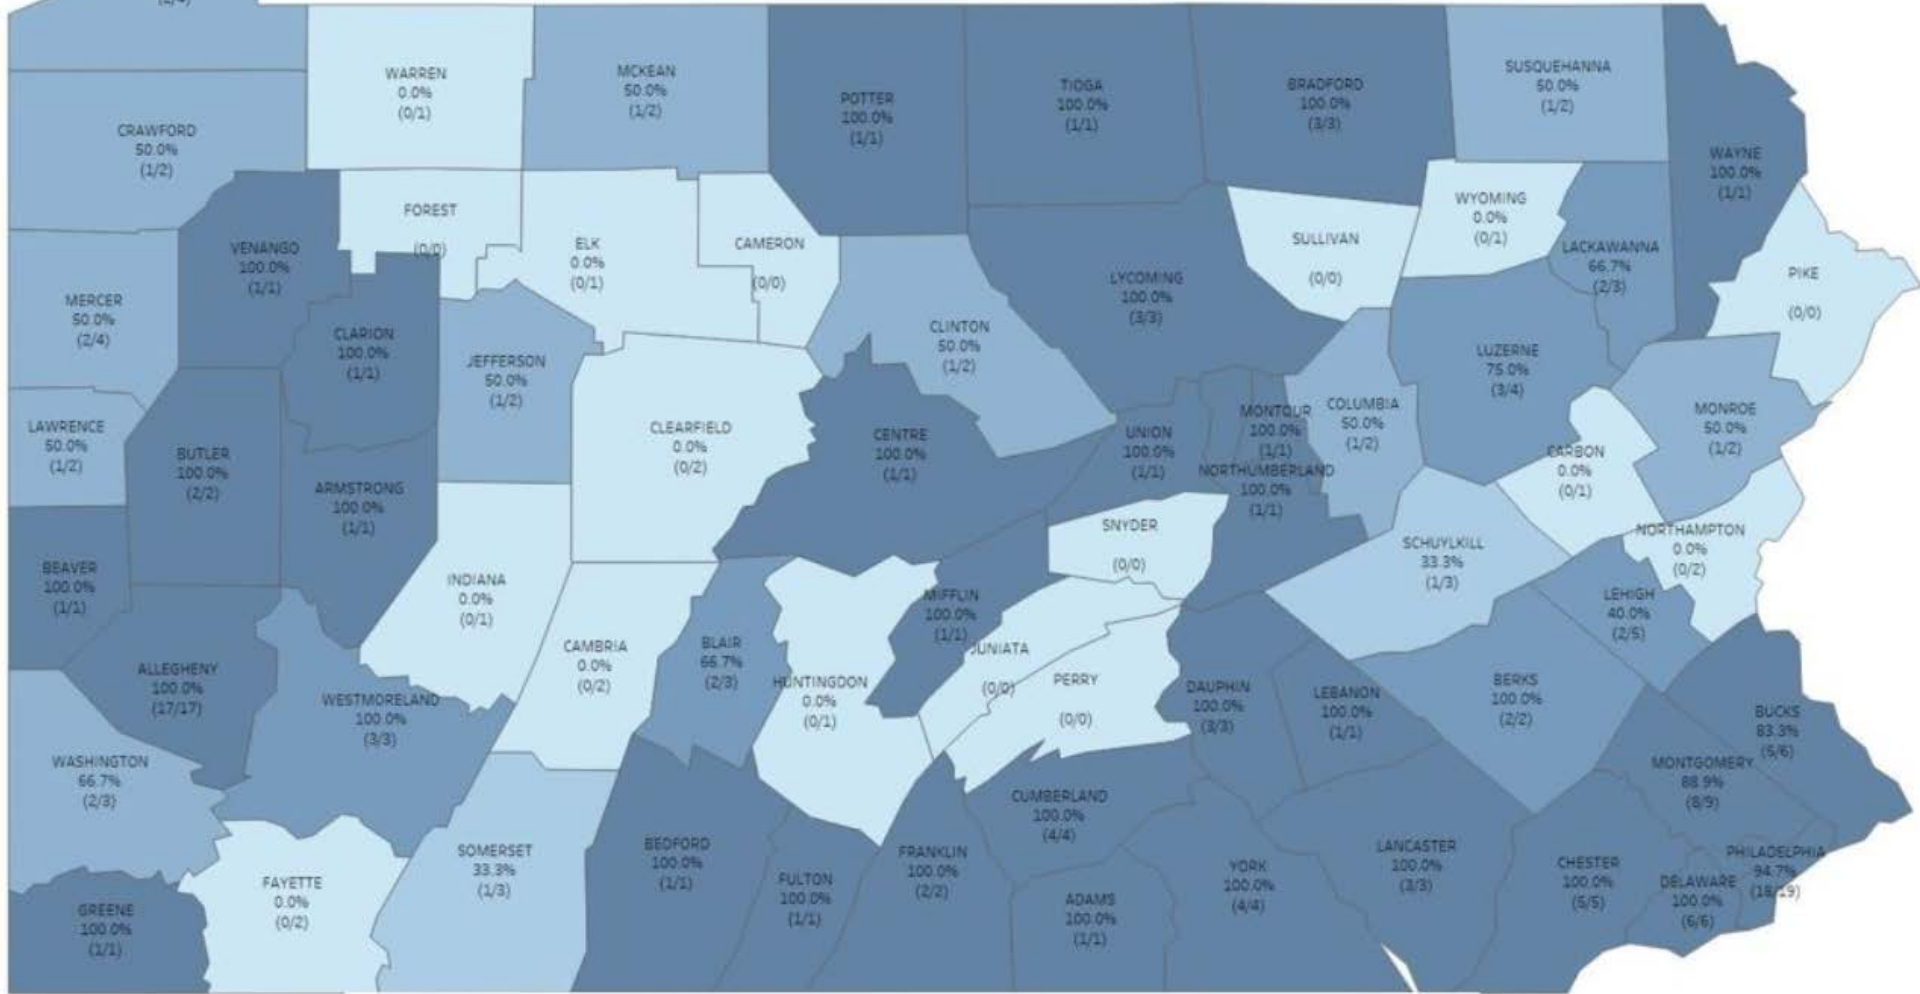 (2/4)
WARREN
0.0%
(0/1)
MCKEAN
50.0%
(1/2)
POTTER
100.0%
(1/1)
TIOGA
100.0%
(1/1)
BRADFORD
100.0%
(3/3)
SUSQUEHANNA
50.0%
(1/2)
CRAWFORD
50.0%
(1/2)
WAYNE
100.0%
(1/1)
FOREST
(0/0)
VENANGO
100.0%
(1/1)
ELK
0.0%
(0/1)
CAMERON
(0/0)
SULLIVAN
(0/0)
WYOMING
0.0%
(0/1)
LACKAWANNA
66.7%
(2/3)
PIKE
(0/0)
MERCER
50.0%
(2/4)
CLARION
100.0%
(1/1)
JEFFERSON
50.0%
(1/2)
CLINTON
50.0%
(1/2)
LYCOMING
100.0%
(3/3)
LUZERNE
75.0%
(3/4)
LAWRENCE
50.0%
(1/2)
BUTLER
100.0%
(2/2)
ARMSTRONG
100.0%
(1/1)
CLEARFIELD
0.0%
(0/2)
CENTRE
100.0%
(1/1)
UNION
100.0%
(1/1)
MONTOUR
100.0%
(1/1)
NORTHUMBERLAND
100.0%
(1/1)
COLUMBIA
50.0%
(1/2)
CARBON
0.0%
(0/1)
MONROE
50.0%
(1/2)
BEAVER
100.0%
(1/1)
INDIANA
0.0%
(0/1)
SNYDER
(0/0)
SCHUYLKILL
33.3%
(1/3)
NORTHAMPTON
0.0%
(0/2)
LEHIGH
40.0%
(2/5)
ALLEGHENY
100.0%
(17/17)
WESTMORELAND
100.0%
(3/3)
CAMBRIA
0.0%
(0/2)
BLAIR
66.7%
(2/3)
HUNTINGDON
0.0%
(0/1)
MIFFLIN
100.0%
(1/1)
JUNIATA
(0/0)
PERRY
(0/0)
DAUPHIN
100.0%
(3/3)
LEBANON
100.0%
(1/1)
BERKS
100.0%
(2/2)
BUCKS
83.3%
(5/6)
WASHINGTON
66.7%
(2/3)
MONTGOMERY
88.9%
(8/9)
GREENE
100.0%
(1/1)
FAYETTE
0.0%
(0/2)
SOMERSET
33.3%
(1/3)
BEDFORD
100.0%
(1/1)
FULTON
100.0%
(1/1)
FRANKLIN
100.0%
(2/2)
CUMBERLAND
100.0%
(4/4)
ADAMS
100.0%
(1/1)
YORK
100.0%
(4/4)
LANCASTER
100.0%
(3/3)
CHESTER
100.0%
(5/5)
DELAWARE
100.0%
(6/6)
PHILADELPHIA
94.7%
(18/19)